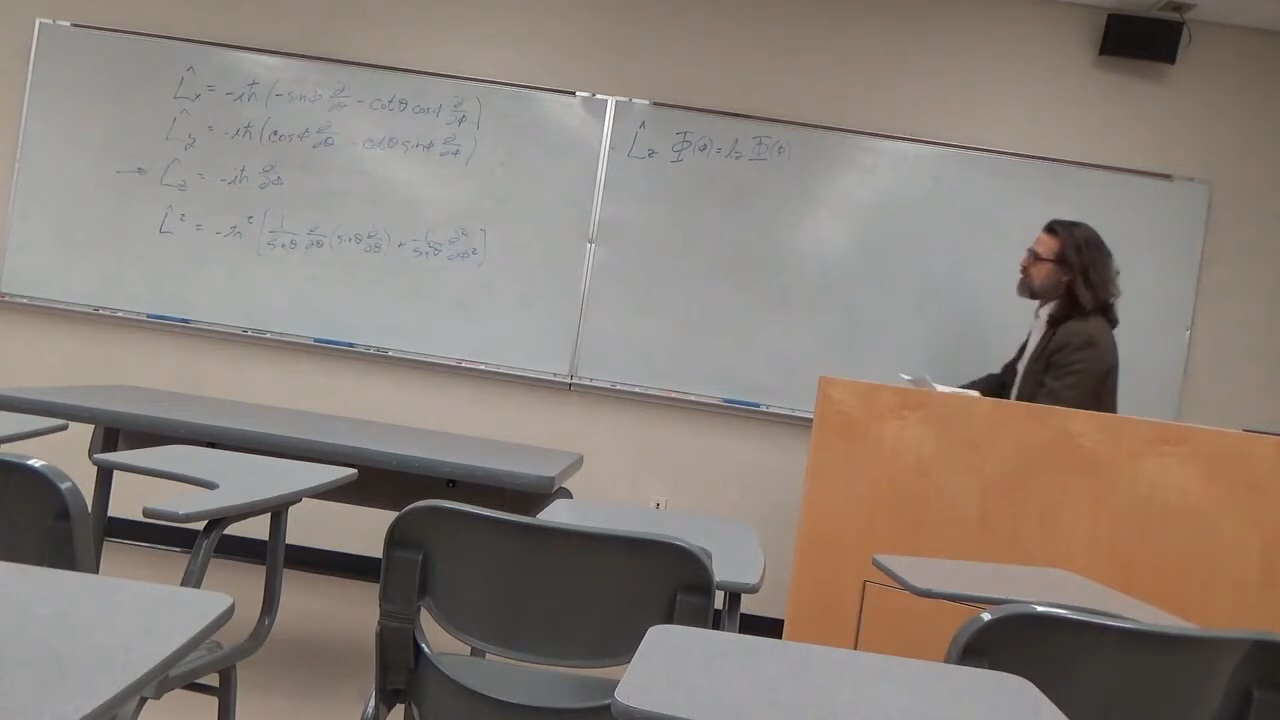 L̂x = -iħ (-sinϕ ∂/∂θ - cotθ cosϕ ∂/∂ϕ)
L̂y = -iħ (cosϕ ∂/∂θ - cotθ sinϕ ∂/∂ϕ)
→ L̂z = -iħ ∂/∂ϕ
L̂² = -ħ² [1/sinθ ∂/∂θ (sinθ ∂/∂θ) + 1/sin²θ ∂²/∂ϕ²]
L̂z Φ(ϕ) = lz Φ(ϕ)